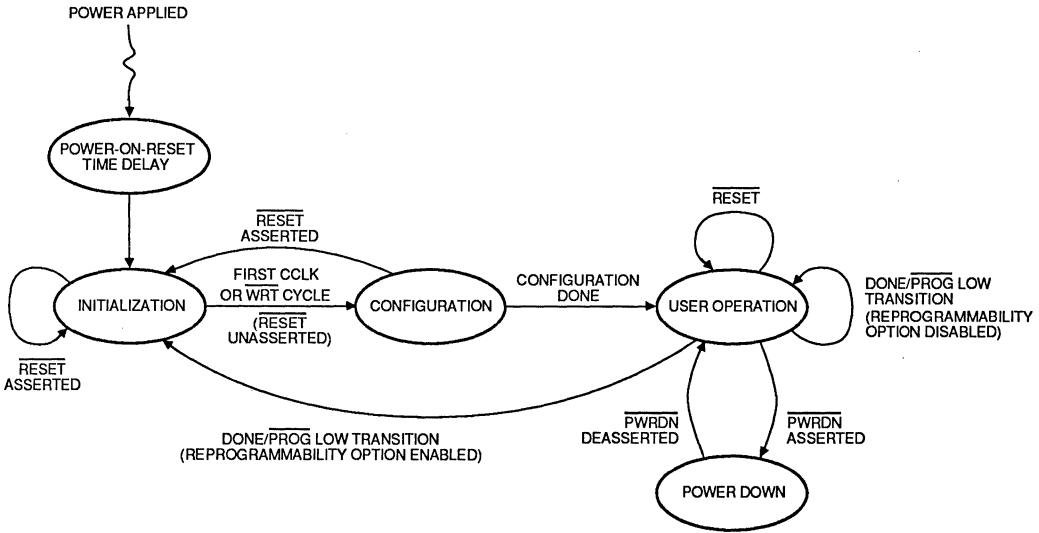 POWER APPLIED
POWER-ON-RESET
TIME DELAY
RESET
ASSERTED
RESET
INITIALIZATION
FIRST CCLK
OR WRT CYCLE
(RESET
UNASSERTED)
CONFIGURATION
CONFIGURATION
DONE
USER OPERATION
DONE/PROG LOW
TRANSITION
(REPROGRAMMABILITY
OPTION DISABLED)
RESET
ASSERTED
DONE/PROG LOW TRANSITION
(REPROGRAMMABILITY OPTION ENABLED)
PWRDN
DEASSERTED
PWRDN
ASSERTED
POWER DOWN